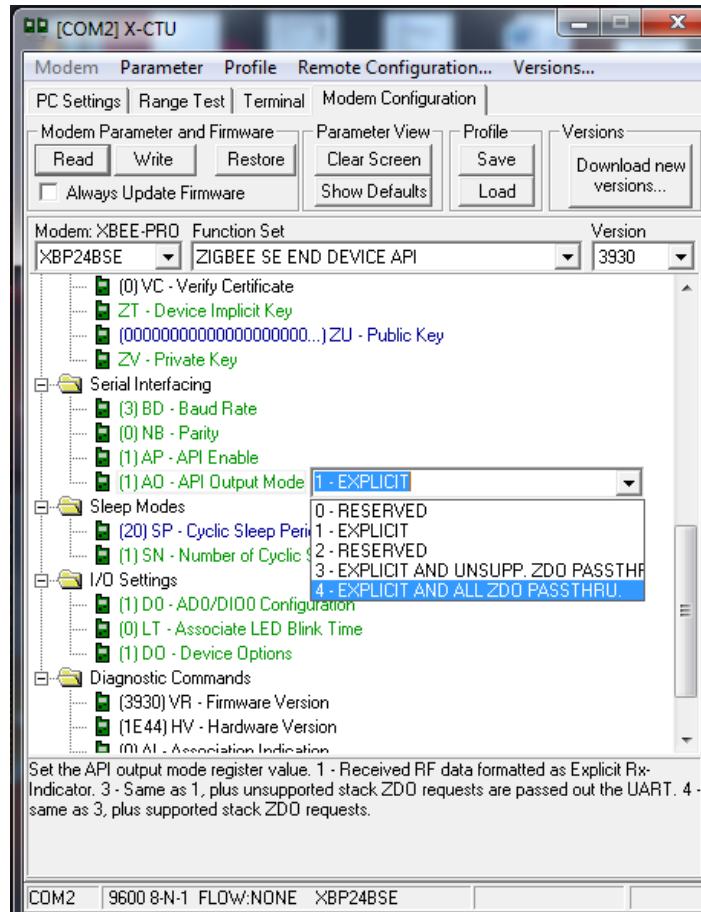 [COM2] X-CTU
Modem Parameter Profile Remote Configuration... Versions...
PC Settings Range Test Terminal Modem Configuration
Modem Parameter and Firmware Parameter View Profile Versions
Read Write Restore Clear Screen Save Download new versions...
Always Update Firmware Show Defaults Load
Modem: XBEE-PRO Function Set Version
XBP24BSE ZIGBEE SE END DEVICE API 3930
(0) VC - Verify Certificate
ZT - Device Implicit Key
(00000000000000000000...) ZU - Public Key
ZV - Private Key
Serial Interfacing
(3) BD - Baud Rate
(0) NB - Parity
(1) AP - API Enable
(1) AO - API Output Mode 1 - EXPLICIT
0 - RESERVED
1 - EXPLICIT
2 - RESERVED
3 - EXPLICIT AND UNSUPP. ZDO PASSTHR
4 - EXPLICIT AND ALL ZDO PASSTHRU.
Sleep Modes
(20) SP - Cyclic Sleep Peri
(1) SN - Number of Cyclic S
I/O Settings
(1) D0 - AD0/DIO0 Configuration
(0) LT - Associate LED Blink Time
(1) DO - Device Options
Diagnostic Commands
(3930) VR - Firmware Version
(1E44) HV - Hardware Version
(0) AI - Association Indication
Set the API output mode register value. 1 - Received RF data formatted as Explicit Rx-
Indicator. 3 - Same as 1, plus unsupported stack ZDO requests are passed out the UART. 4 -
same as 3, plus supported stack ZDO requests.
COM2 9600 8-N-1 FLOW:NONE XBP24BSE